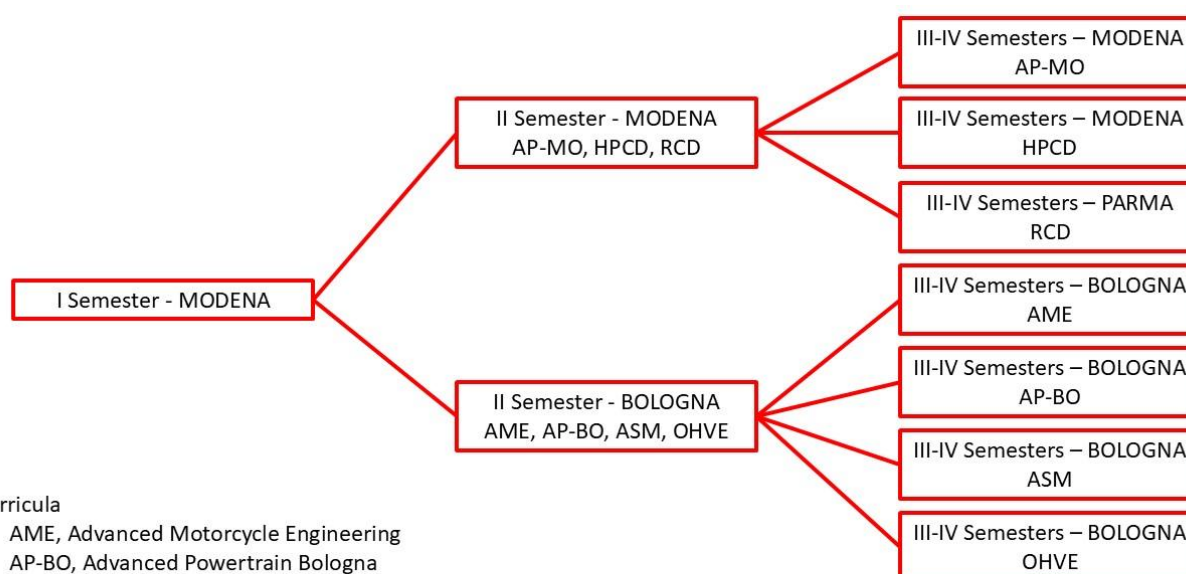 I Semester - MODENA
II Semester - MODENA
AP-MO, HPCD, RCD
II Semester - BOLOGNA
AME, AP-BO, ASM, OHVE
III-IV Semesters – MODENA
AP-MO
III-IV Semesters – MODENA
HPCD
III-IV Semesters – PARMA
RCD
III-IV Semesters – BOLOGNA
AME
III-IV Semesters – BOLOGNA
AP-BO
III-IV Semesters – BOLOGNA
ASM
III-IV Semesters – BOLOGNA
OHVE
rricula
AME, Advanced Motorcycle Engineering
AP-BO, Advanced Powertrain Bologna